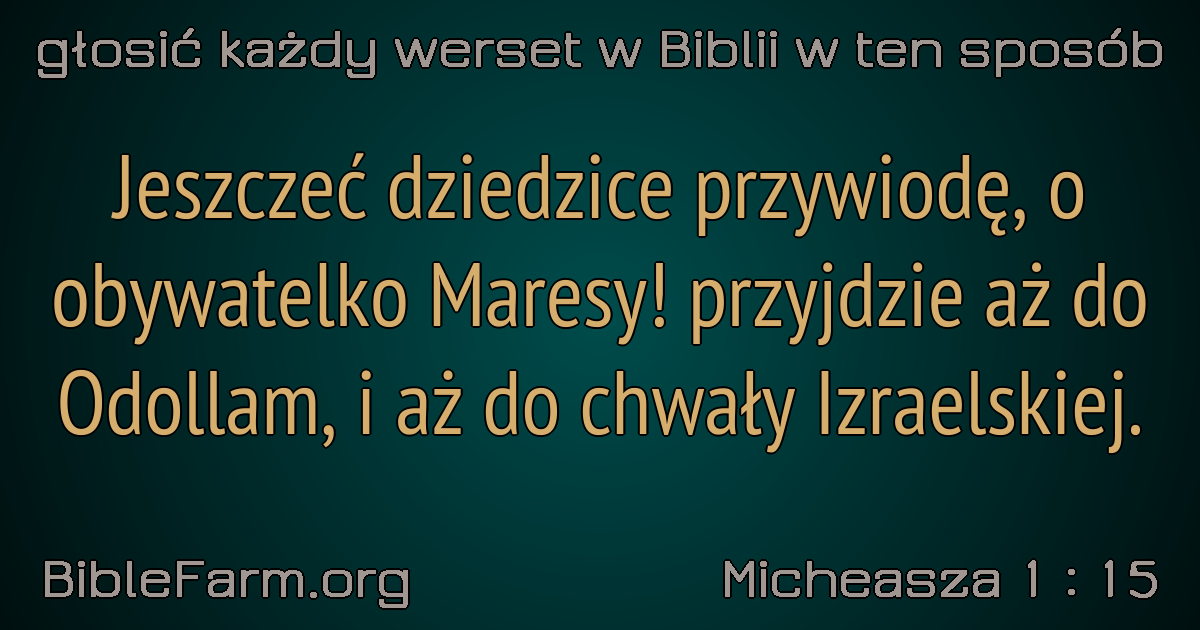 głosić każdy werset w Biblii w ten sposób
Jeszczeć dziedzice przywiodę, o
obywatelko Maresy! przyjdzie aż do
Odollam, i aż do chwały Izraelskiej.
BibleFarm.org
Micheasza 1 : 15